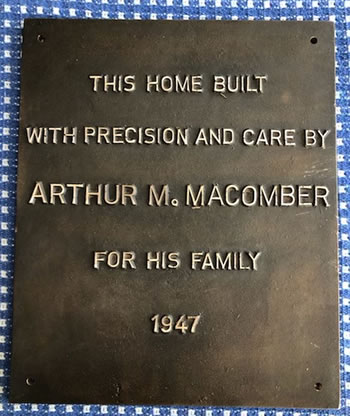 THIS HOME BUILT
WITH PRECISION AND CARE BY
ARTHUR M. MACOMBER
FOR HIS FAMILY
1947